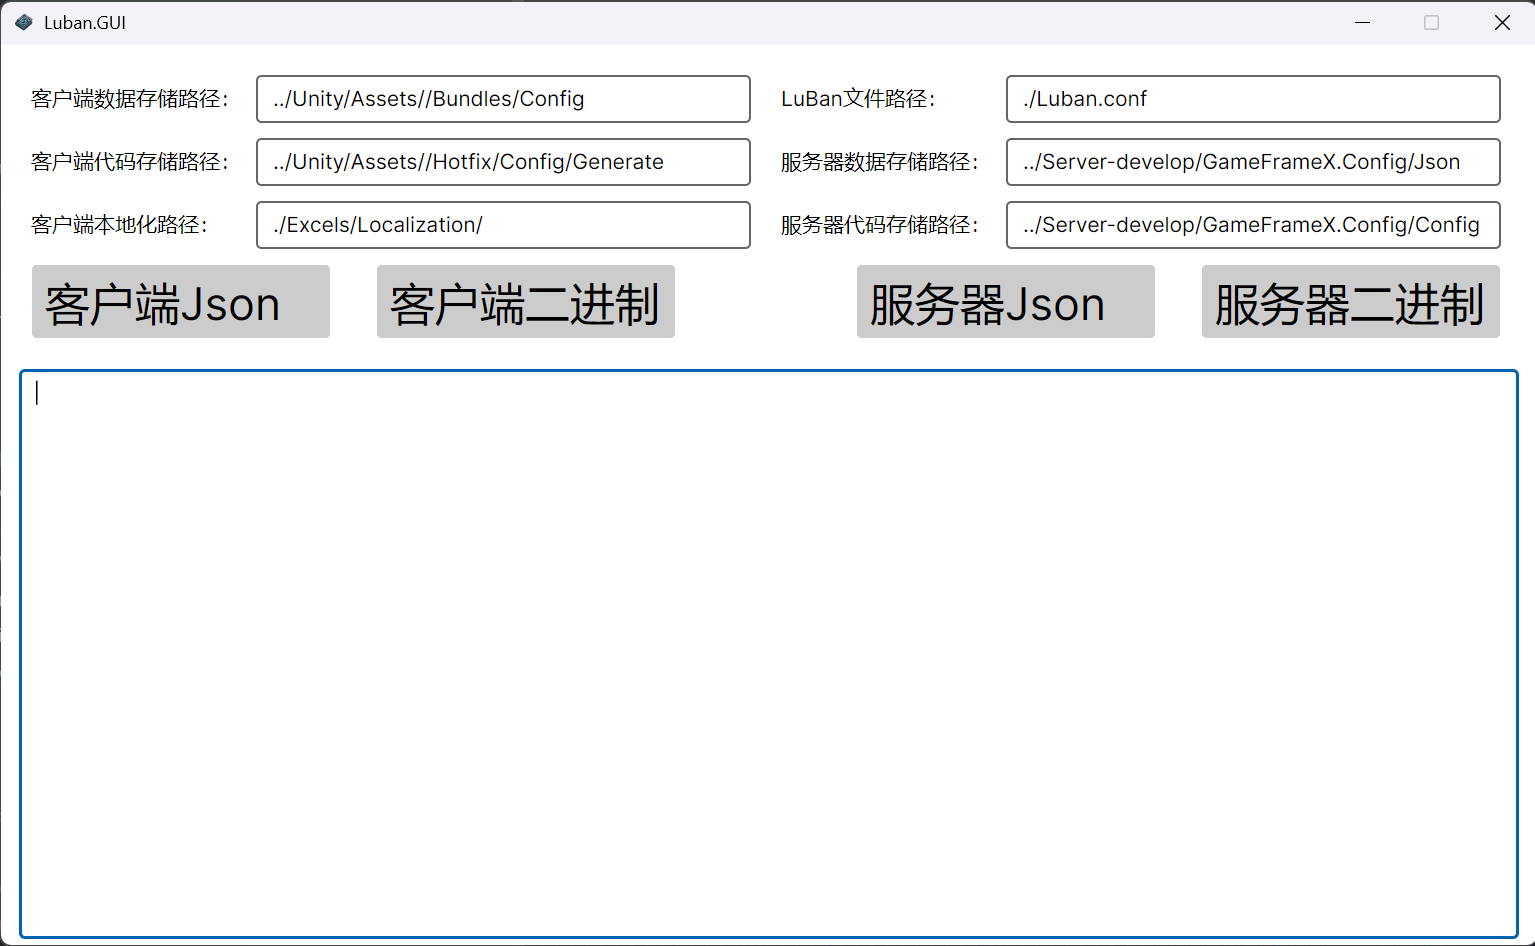 Luban.GUI
客户端数据存储路径： ../Unity/Assets//Bundles/Config LuBan文件路径： ./Luban.conf
客户端代码存储路径： ../Unity/Assets//Hotfix/Config/Generate 服务器数据存储路径： ../Server-develop/GameFrameX.Config/Json
客户端本地化路径： ./Excels/Localization/ 服务器代码存储路径： ../Server-develop/GameFrameX.Config/Config
客户端Json 客户端二进制 服务器Json 服务器二进制